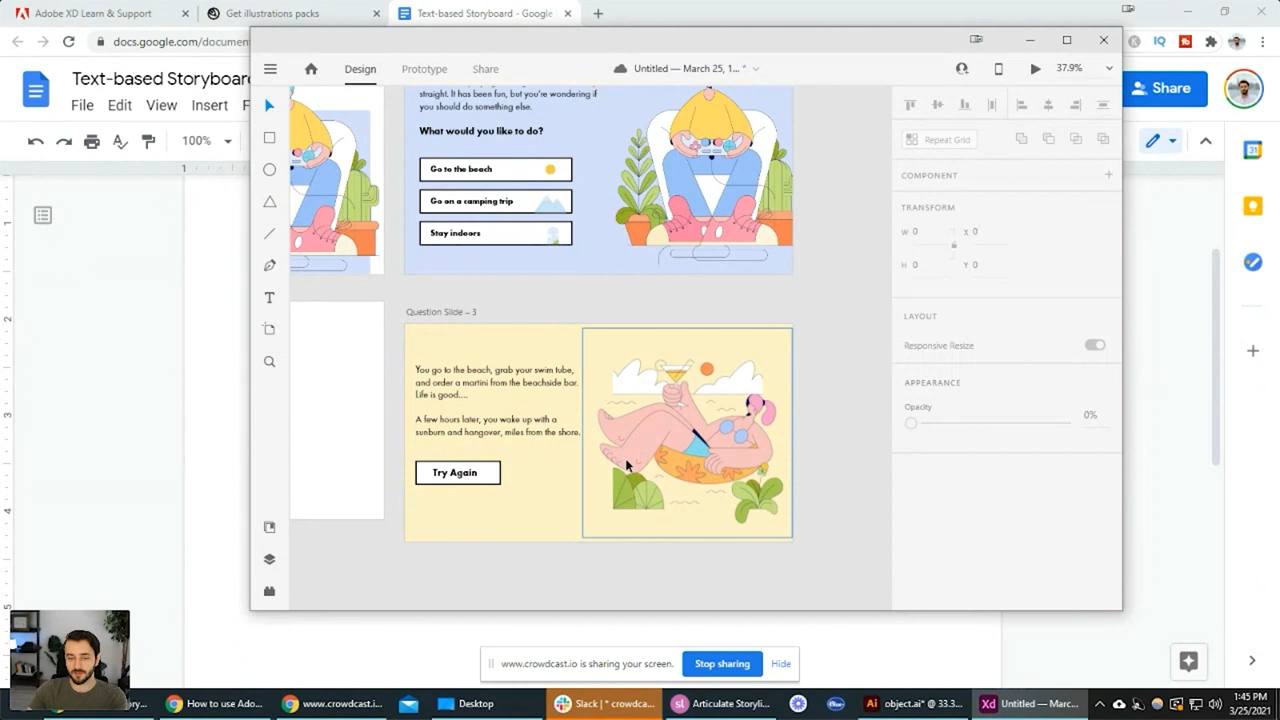 Adobe XD Learn & Support
Get illustrations packs
Text-based Storyboard - Google
docs.google.com/documen
Text-based Storyboard
File Edit View Insert F
Share
100%
Design Prototype Share
Untitled — March 25, 1... *
37.9%
straight. It has been fun, but you're wondering if
you should do something else.
What would you like to do?
Go to the beach
Go on a camping trip
Stay indoors
Question Slide – 3
You go to the beach, grab your swim tube,
and order a martini from the beachside bar.
Life is good....
A few hours later, you wake up with a
sunburn and hangover, miles from the shore.
Try Again
Repeat Grid
COMPONENT
TRANSFORM
W 0 X 0
H 0 Y 0
LAYOUT
Responsive Resize
APPEARANCE
Opacity
0%
www.crowdcast.io is sharing your screen.
Stop sharing
Hide
ory...
How to use Ado...
www.crowdcast.i...
Desktop
Slack | * crowdca...
Articulate Storyli...
object.ai* @ 33.3...
Untitled — Marc...
1:45 PM
3/25/2021